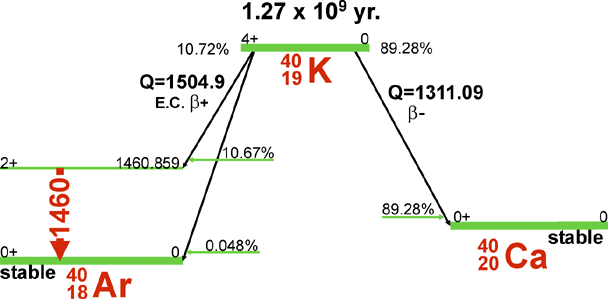 1.27 x 10⁹ yr.
10.72%
4+
0
89.28%
40
19 K
Q=1504.9
E.C. β+
Q=1311.09
β-
2+
1460.859
10.67%
1460
89.28%
0+
0
stable
40
20 Ca
0+
0
0.048%
stable
40
18 Ar